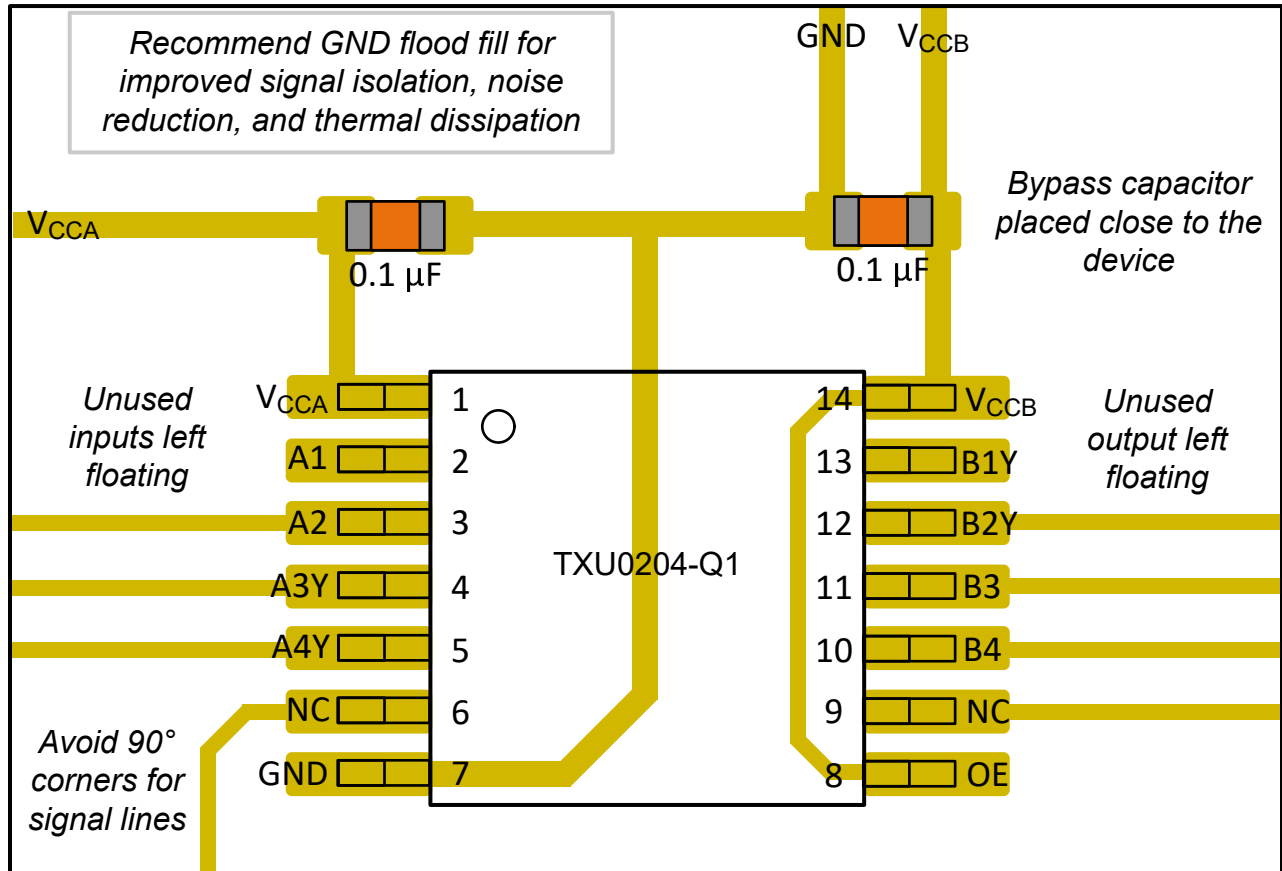 Recommend GND flood fill for
improved signal isolation, noise
reduction, and thermal dissipation
GND
VCCB
Bypass capacitor
placed close to the
device
VCCA
0.1 µF
0.1 µF
Unused
inputs left
floating
VCCA
1
14
VCCB
Unused
output left
floating
A1
2
13
B1Y
A2
3
12
B2Y
TXU0204-Q1
A3Y
4
11
B3
A4Y
5
10
B4
NC
6
9
NC
Avoid 90°
corners for
signal lines
GND
7
8
OE